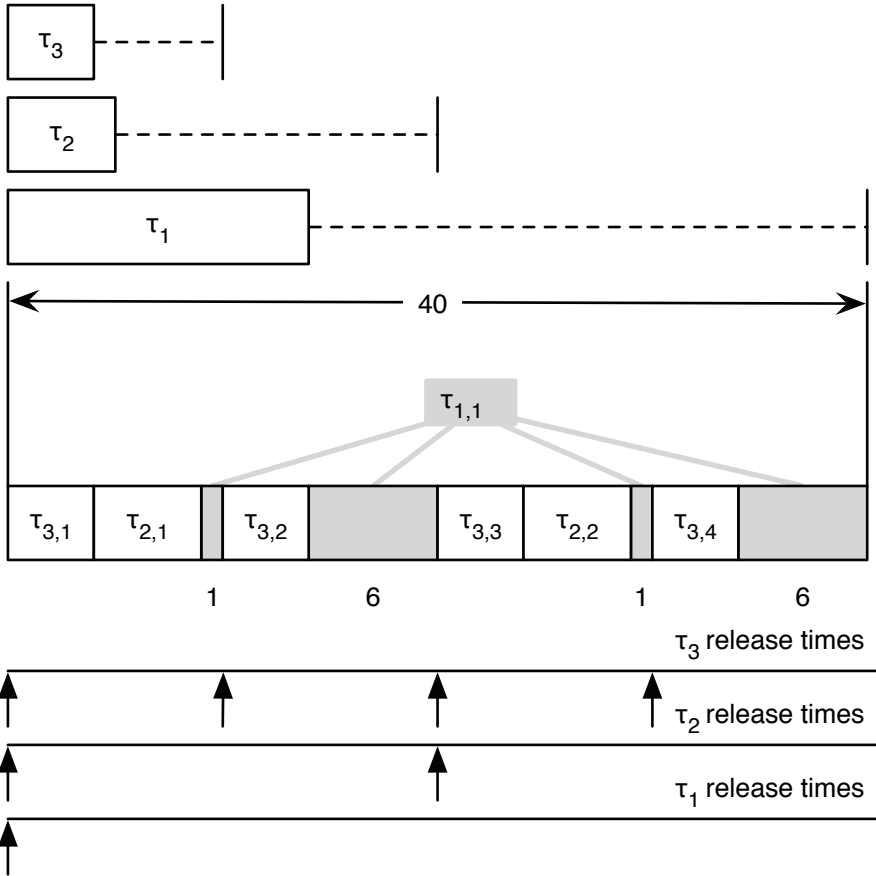 τ3
τ2
τ1
40
τ1,1
τ3,1 τ2,1 τ3,2 τ3,3 τ2,2 τ3,4
1 6 1 6
τ3 release times
τ2 release times
τ1 release times